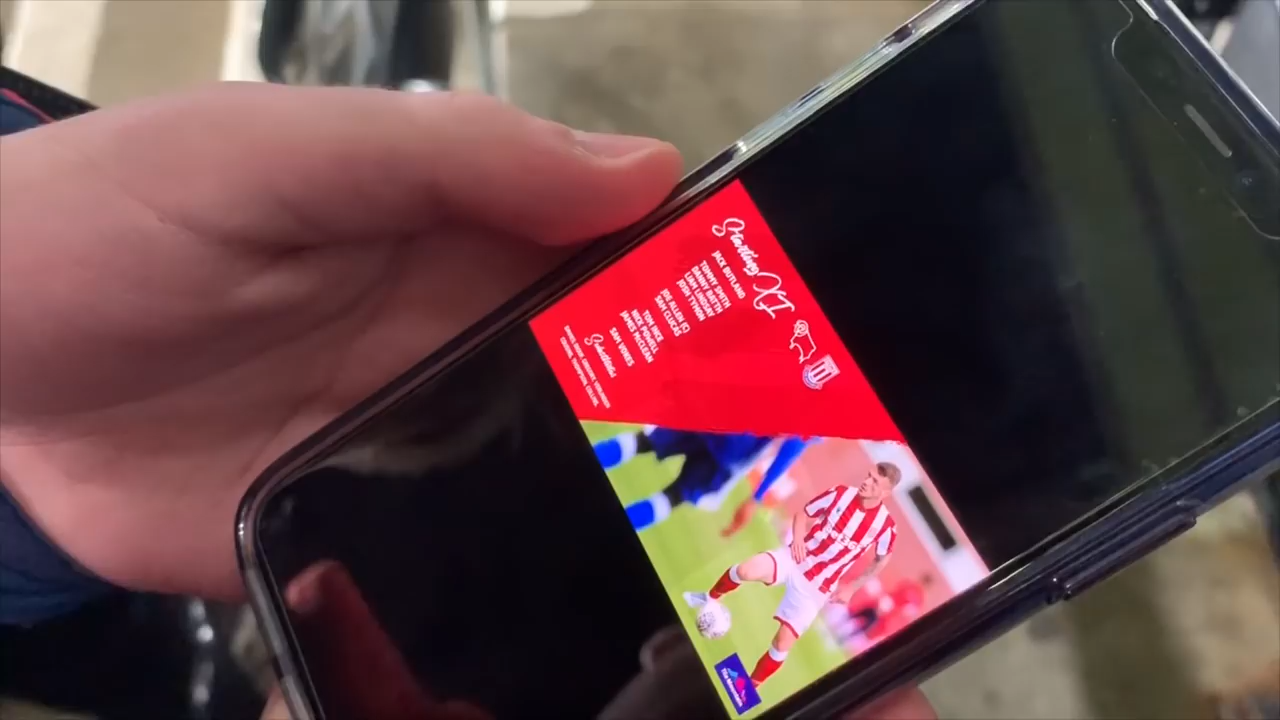 Starting XI
JACK BUTLAND
TOMMY SMITH
DANNY BATTH
LIAM LINDSAY
JOSH TYMON
JOE ALLEN (C)
SAM CLUCAS
TOM INCE
NICK POWELL
JAMES McCLEAN
SAM VOKES
Substitutes